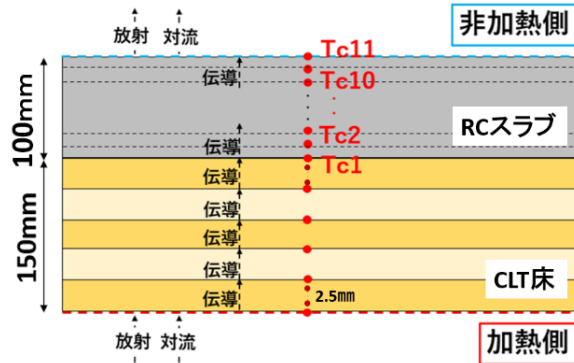 非加熱側
放射 対流
Tc11
伝導
Tc10
100mm
RCスラブ
Tc2
伝導
伝導
Tc1
伝導
150mm
伝導
伝導
CLT床
伝導
2.5mm
放射 対流
加熱側